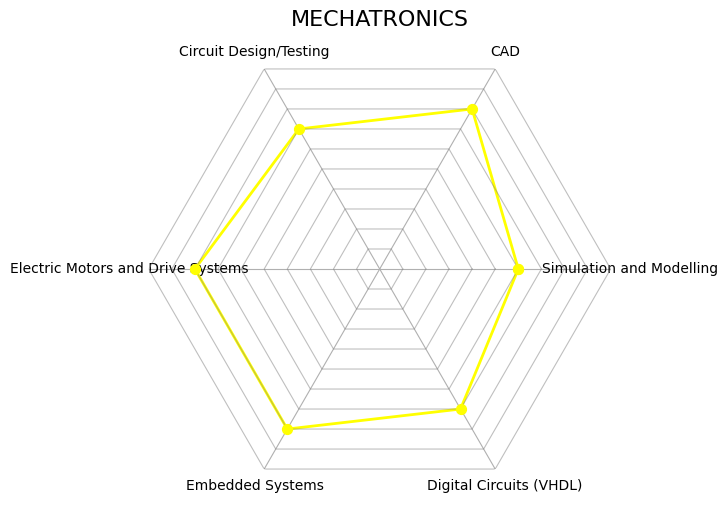 MECHATRONICS
Circuit Design/Testing
CAD
Electric Motors and Drive Systems
Simulation and Modelling
Embedded Systems
Digital Circuits (VHDL)